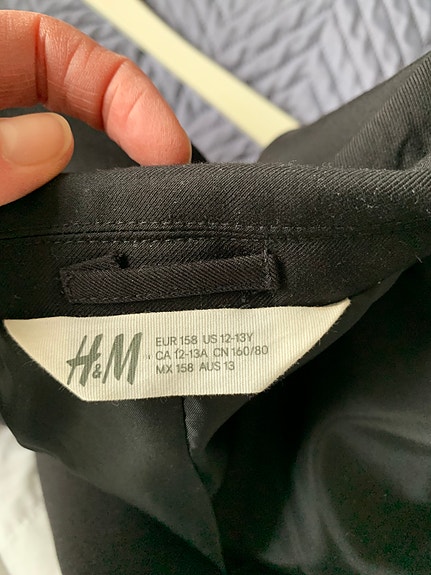 H&M
EUR 158 US 12-13Y
CA 12-13A CN 160/80
MX 158 AUS 13